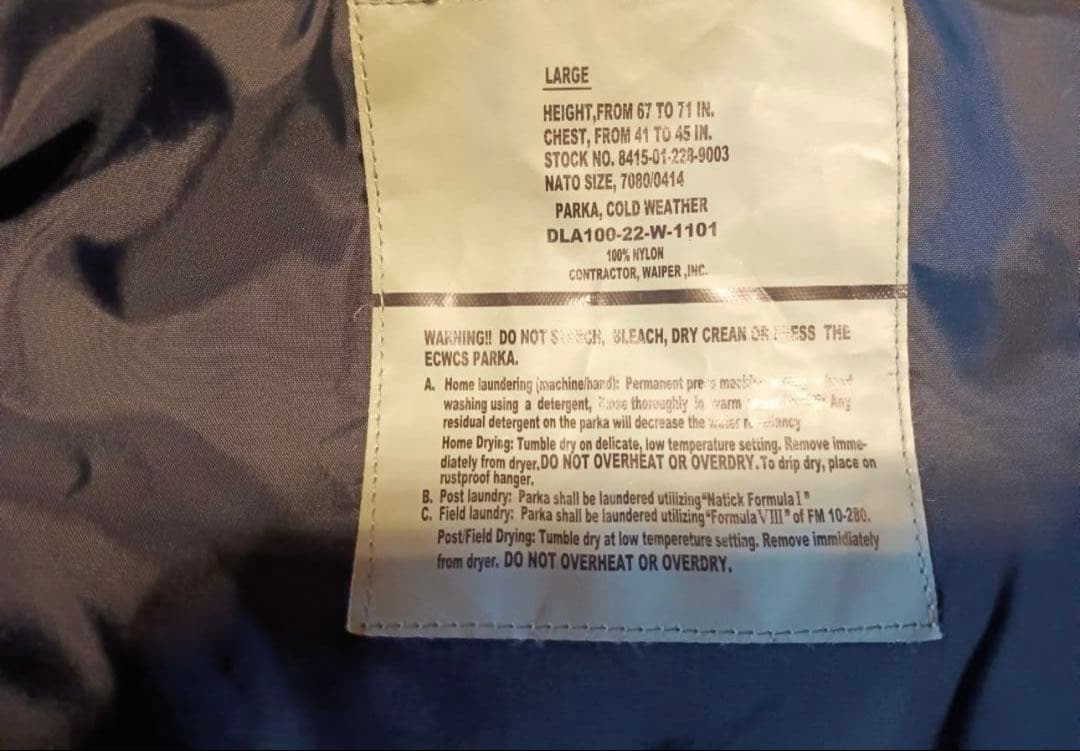 LARGE
HEIGHT,FROM 67 TO 71 IN.
CHEST, FROM 41 TO 45 IN.
STOCK NO. 8415-01-228-9003
NATO SIZE, 7080/0414
PARKA, COLD WEATHER
DLA100-22-W-1101
100% NYLON
CONTRACTOR, WAIPER ,INC.
WARNING!! DO NOT BLEACH, DRY CREAN OR THE
ECWCS PARKA.
A. Home laundering (machine/hand): Permanent
washing using a detergent, thoroughly in warm Any
residual detergent on the parka will decrease the water
Home Drying: Tumble dry on delicate, low temperature setting. Remove imme-
diately from dryer.DO NOT OVERHEAT OR OVERDRY.To drip dry, place on
rustproof hanger.
B. Post laundry: Parka shall be laundered utilizing"Natick Formula I"
C. Field laundry: Parka shall be laundered utilizing"Formula VIII" of FM 10-280.
Post/Field Drying: Tumble dry at low tempereture setting. Remove immidiately
from dryer. DO NOT OVERHEAT OR OVERDRY.